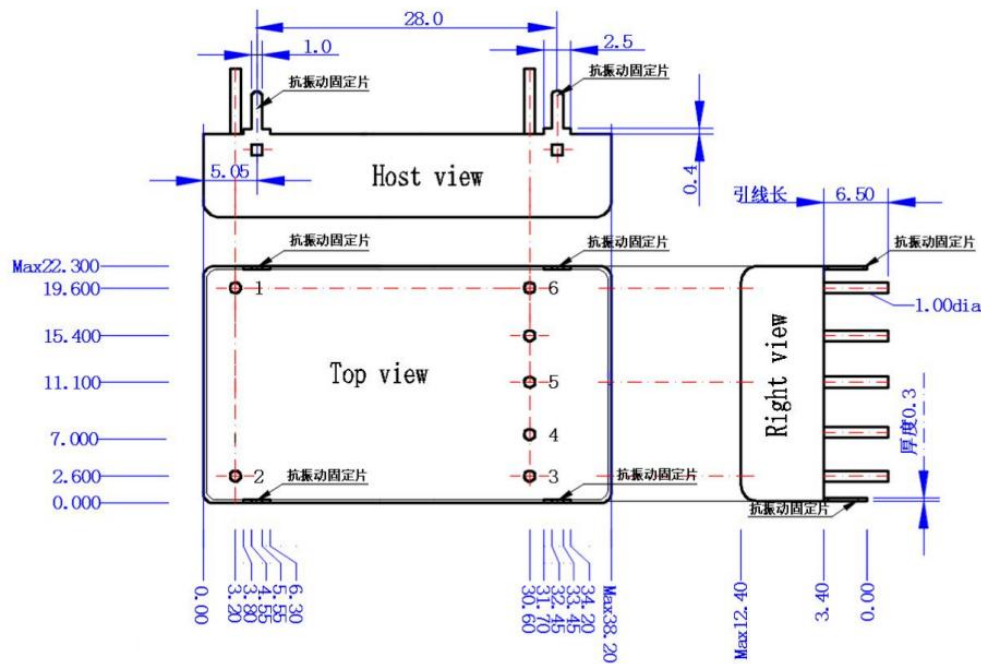 28.0
1.0
2.5
抗振动固定片
抗振动固定片
5.05
Host view
0.4
引线长
6.50
抗振动固定片
抗振动固定片
抗振动固定片
Max22.300
19.600
1
6
1.00dia
15.400
Top view
Right view
11.100
5
厚度0.3
7.000
4
2.600
2
抗振动固定片
3
抗振动固定片
0.000
抗振动固定片
0.00
3.20
3.80
4.55
5.55
6.30
30.60
31.70
32.45
33.45
34.20
Max38.20
Max12.40
3.40
0.00